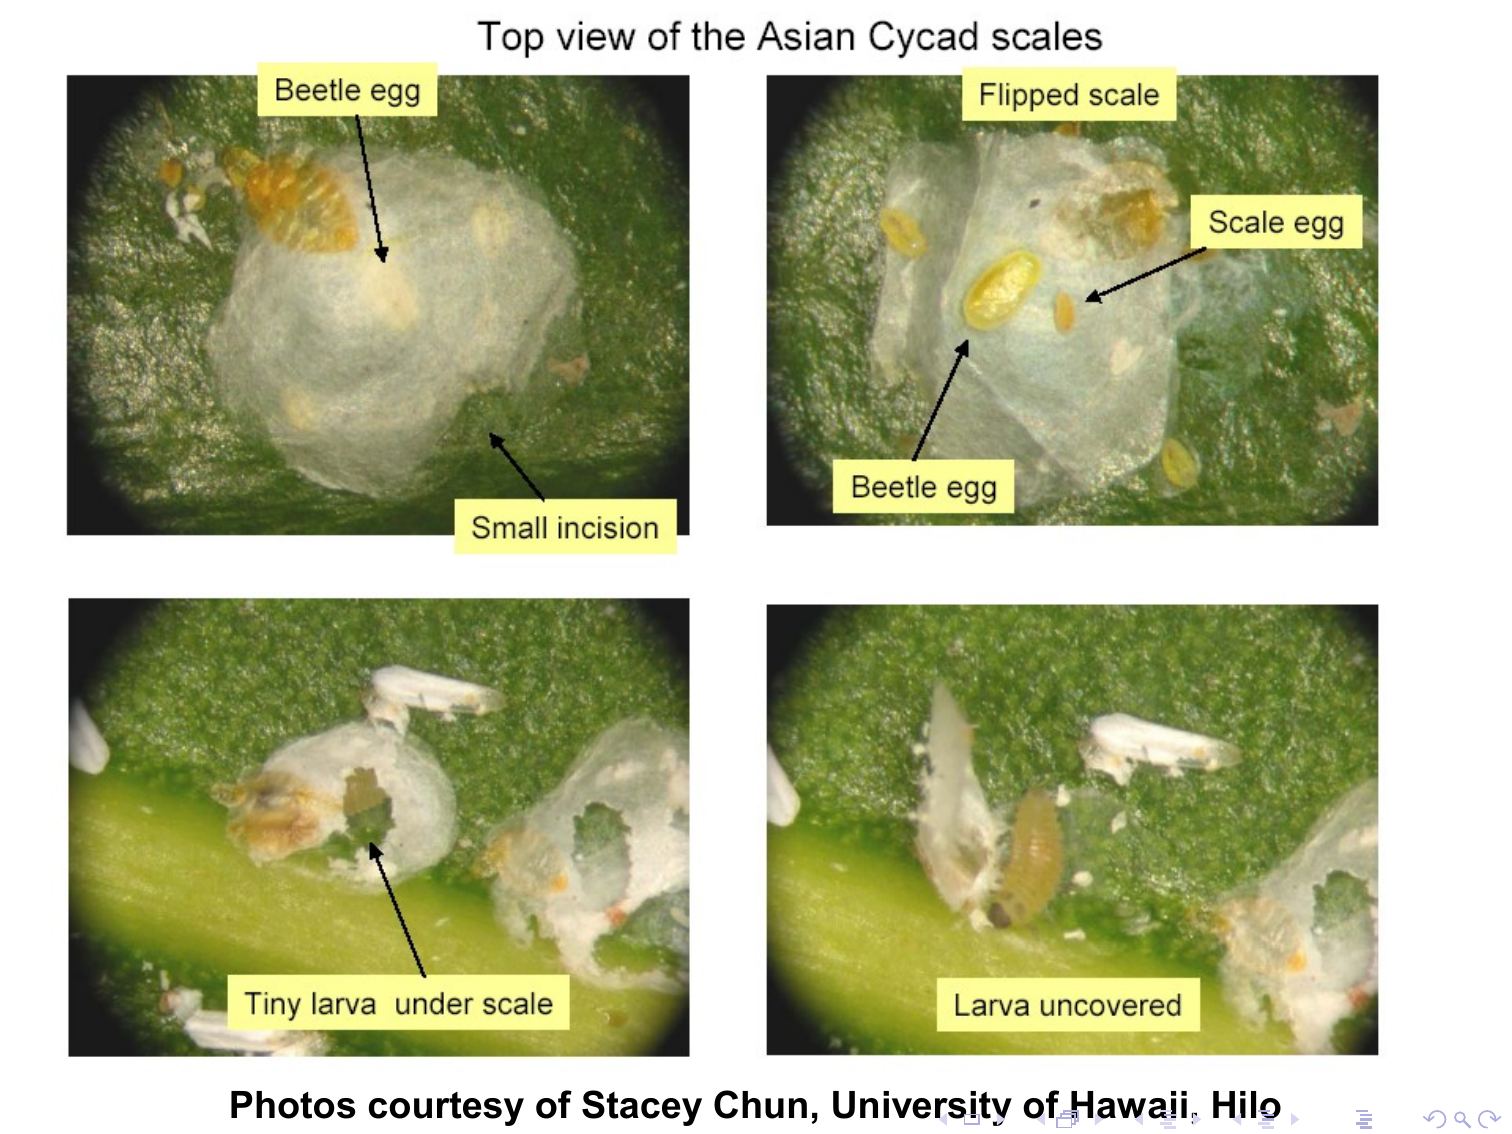 Top view of the Asian Cycad scales
Beetle egg
Flipped scale
Scale egg
Beetle egg
Small incision
Tiny larva  under scale
Larva uncovered
Photos courtesy of Stacey Chun, University of Hawaii, Hilo